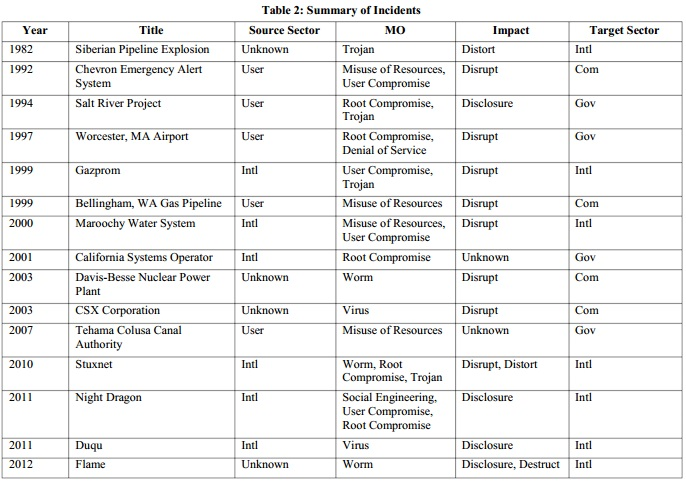 Table 2: Summary of Incidents
Year Title Source Sector MO Impact Target Sector
1982 Siberian Pipeline Explosion Unknown Trojan Distort Intl
1992 Chevron Emergency Alert User Misuse of Resources, Disrupt Com
System User Compromise
1994 Salt River Project User Root Compromise, Disclosure Gov
Trojan
1997 Worcester, MA Airport User Root Compromise, Disrupt Gov
Denial of Service
1999 Gazprom Intl User Compromise, Disrupt Intl
Trojan
1999 Bellingham, WA Gas Pipeline User Misuse of Resources Disrupt Com
2000 Maroochy Water System Intl Misuse of Resources, Disrupt Intl
User Compromise
2001 California Systems Operator Intl Root Compromise Unknown Gov
2003 Davis-Besse Nuclear Power Unknown Worm Disrupt Com
Plant
2003 CSX Corporation Unknown Virus Disrupt Com
2007 Tehama Colusa Canal User Misuse of Resources Unknown Gov
Authority
2010 Stuxnet Intl Worm, Root Disrupt, Distort Intl
Compromise, Trojan
2011 Night Dragon Intl Social Engineering, Disclosure Intl
User Compromise,
Root Compromise
2011 Duqu Intl Virus Disclosure Intl
2012 Flame Unknown Worm Disclosure, Destruct Intl